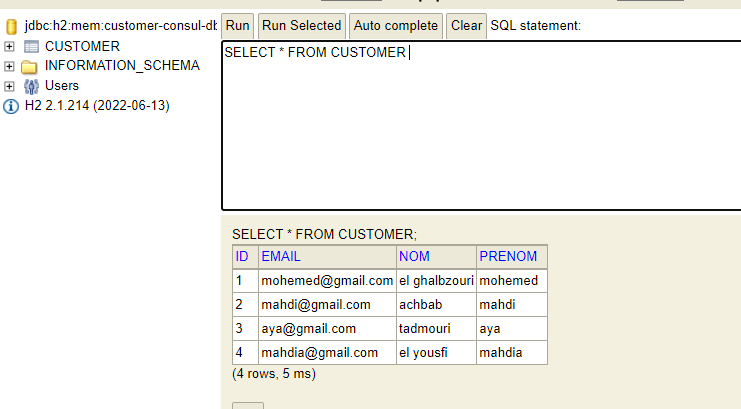 jdbc:h2:mem:customer-consul-db
CUSTOMER
INFORMATION_SCHEMA
Users
H2 2.1.214 (2022-06-13)
Run Run Selected Auto complete Clear SQL statement:
SELECT * FROM CUSTOMER
SELECT * FROM CUSTOMER;
ID EMAIL NOM PRENOM
1 mohemed@gmail.com el ghalbzouri mohemed
2 mahdi@gmail.com achbab mahdi
3 aya@gmail.com tadmouri aya
4 mahdia@gmail.com el yousfi mahdia
(4 rows, 5 ms)